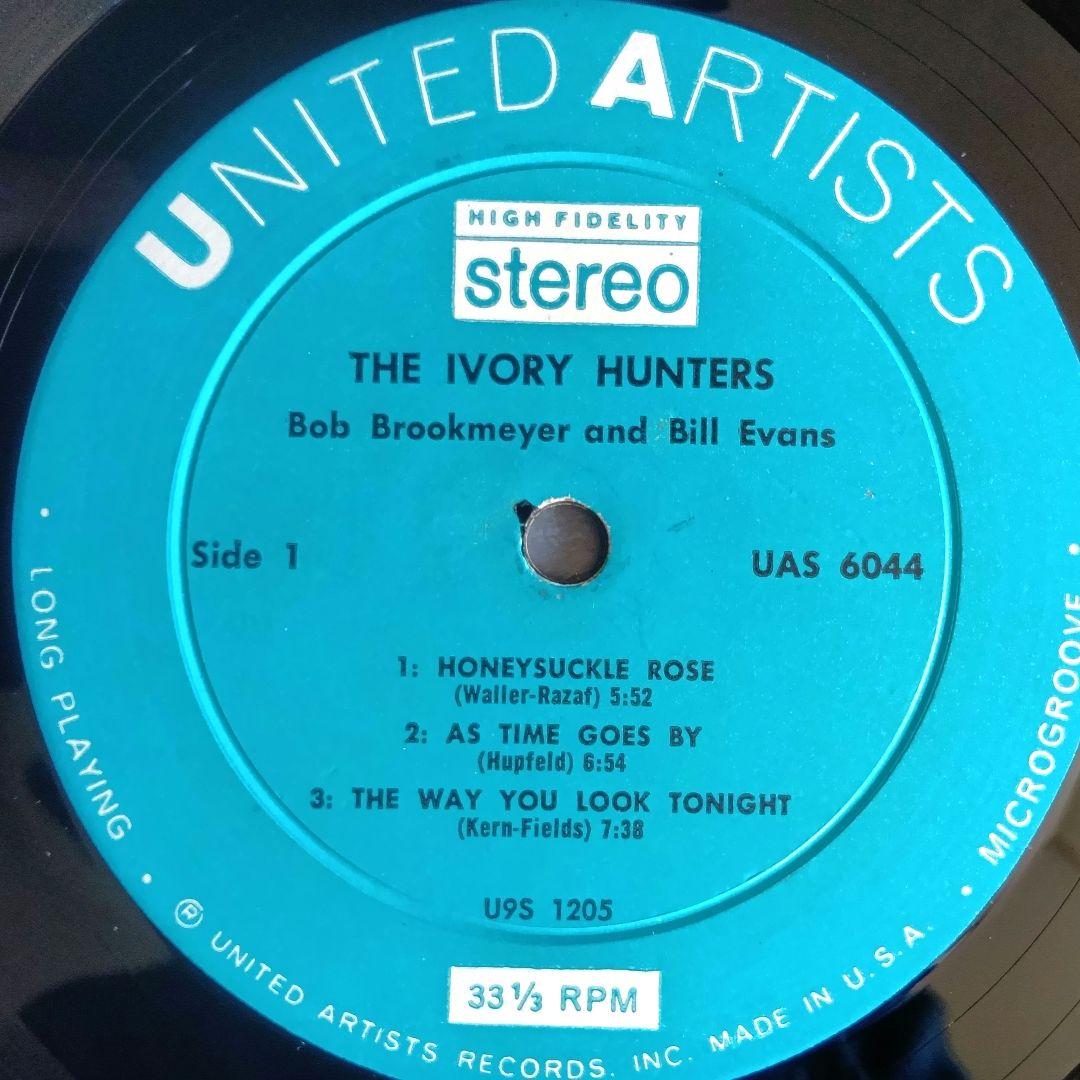 UNITED ARTISTS
HIGH FIDELITY
stereo
THE IVORY HUNTERS
Bob Brookmeyer and Bill Evans
Side 1
UAS 6044
1: HONEYSUCKLE ROSE
(Waller-Razaf) 5:52
2: AS TIME GOES BY
(Hupfeld) 6:54
3: THE WAY YOU LOOK TONIGHT
(Kern-Fields) 7:38
U9S 1205
33 1/3 RPM
• LONG PLAYING • ® UNITED ARTISTS RECORDS. INC. MADE IN U.S.A. • MICROGROOVE •